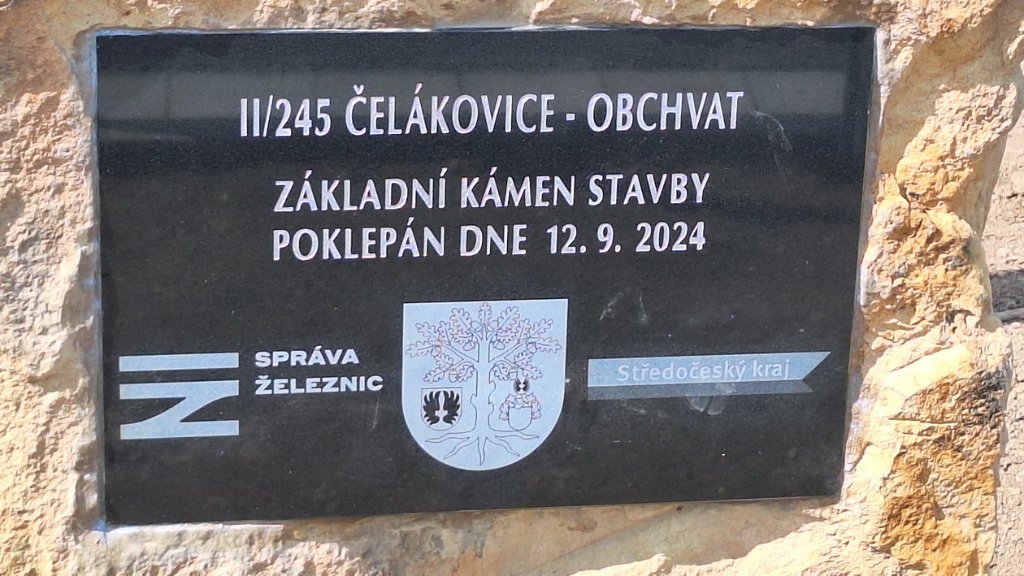 II/245 ČELÁKOVICE - OBCHVAT
ZÁKLADNÍ KÁMEN STAVBY
POKLEPÁN DNE 12. 9. 2024
SPRÁVA
ŽELEZNIC
Středočeský kraj